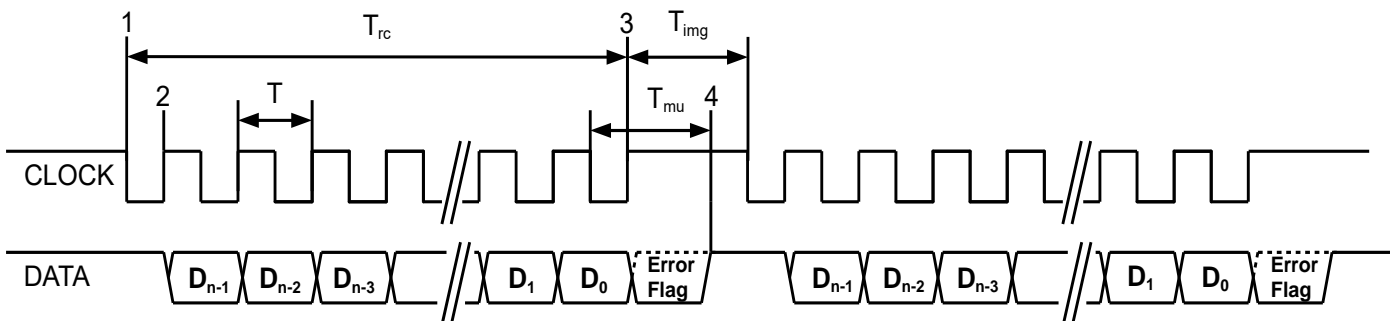 1 T_rc 3 T_img
2 T T_mu 4
CLOCK
DATA D_n-1 D_n-2 D_n-3 D_1 D_0 Error Flag D_n-1 D_n-2 D_n-3 D_1 D_0 Error Flag